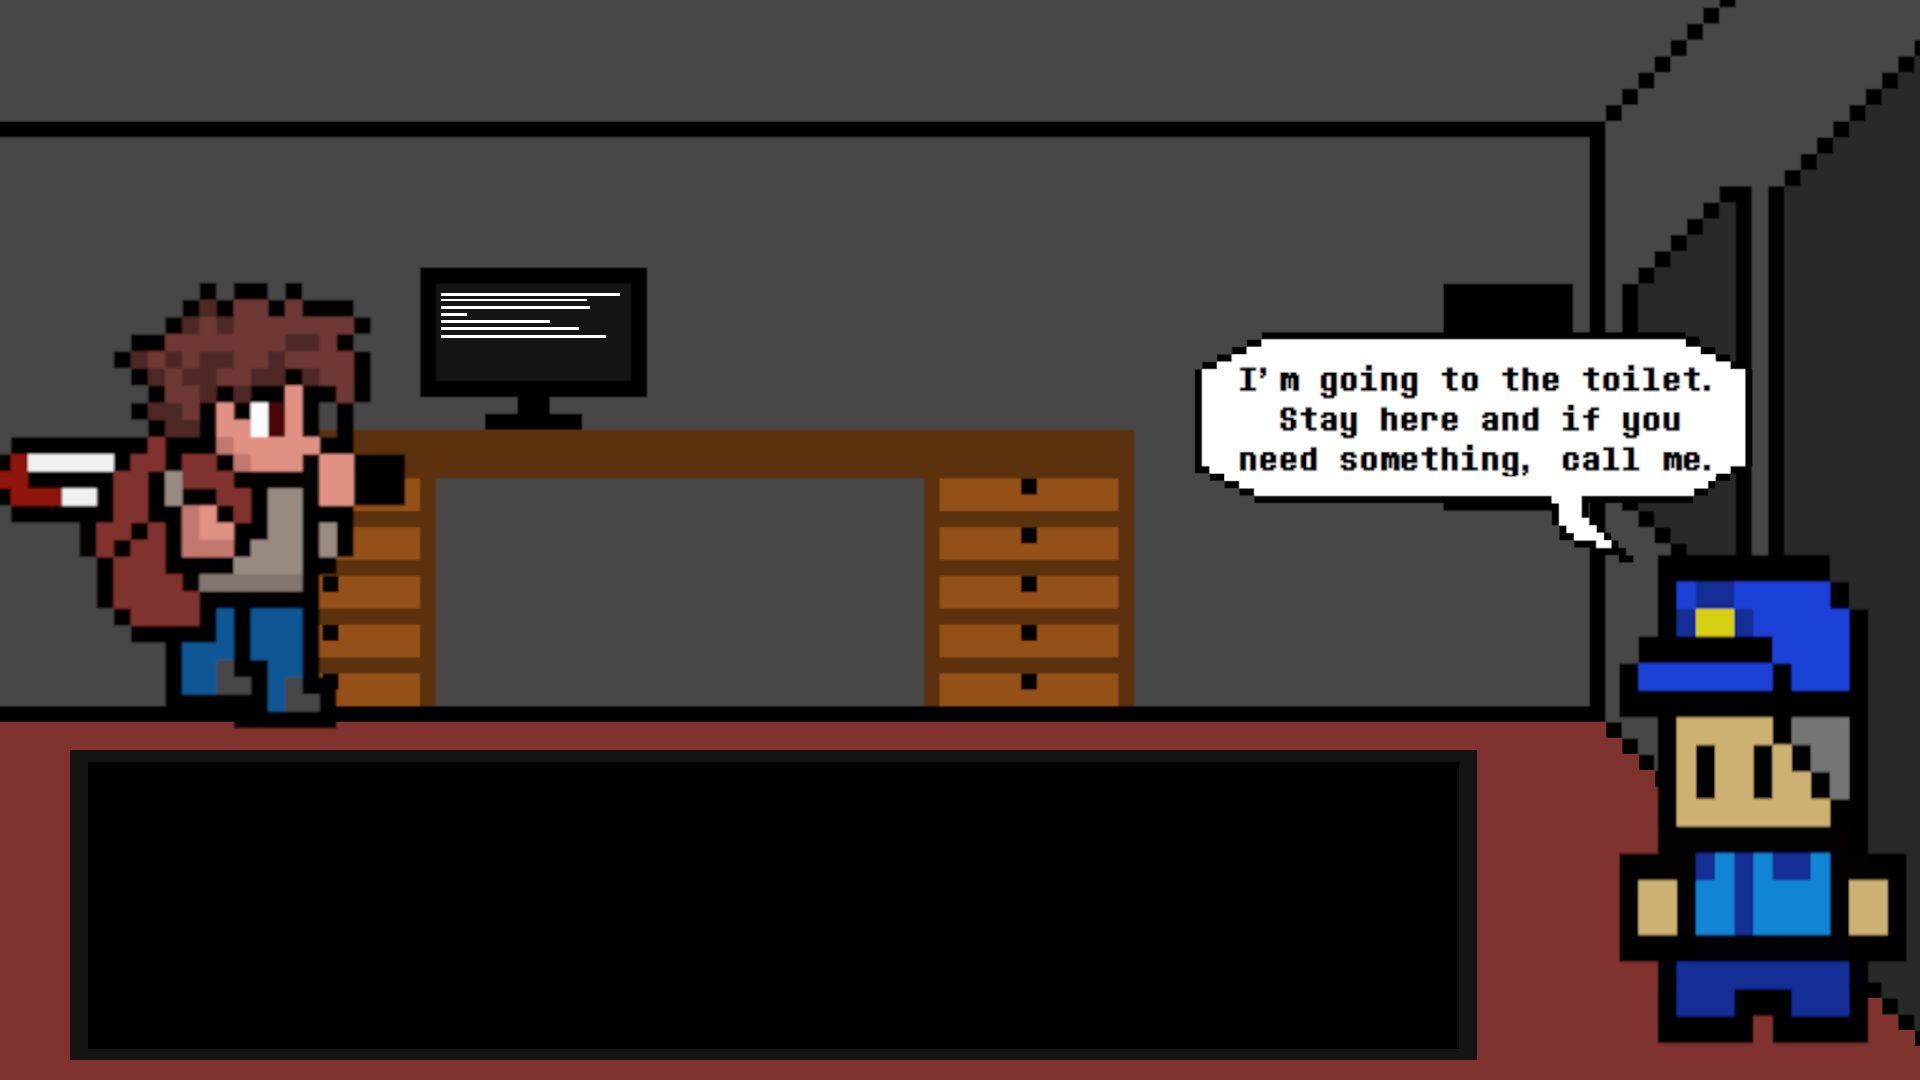 I'm going to the toilet.
Stay here and if you
need something, call me.